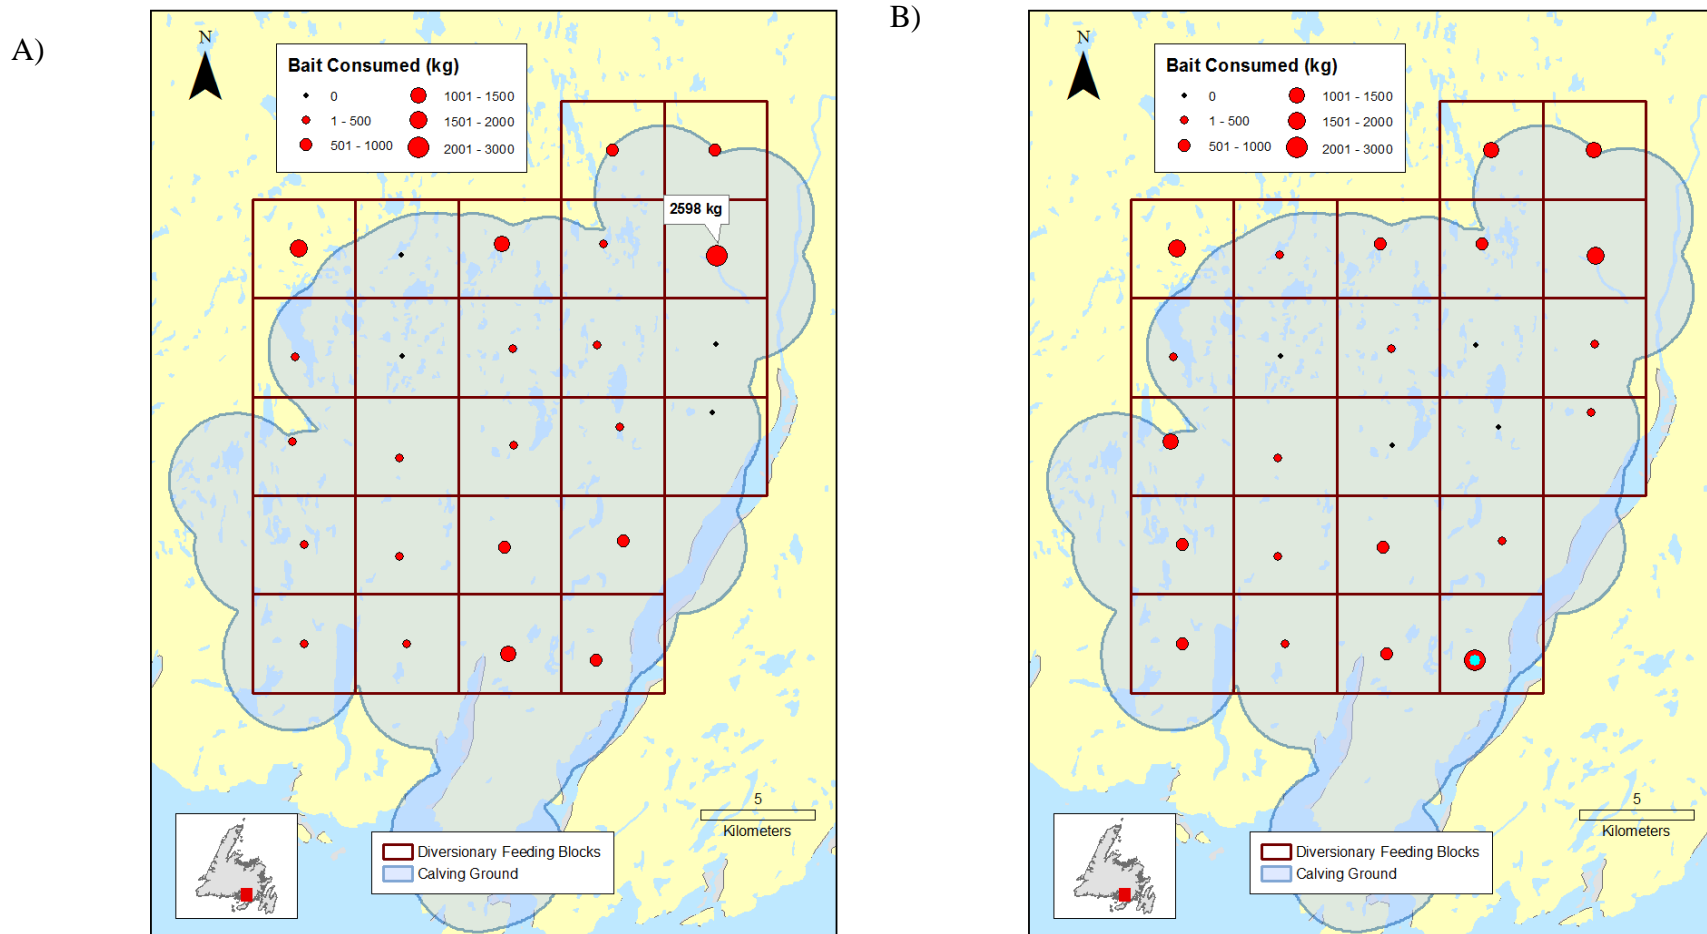 A)
N
Bait Consumed (kg)
0
1 - 500
501 - 1000
1001 - 1500
1501 - 2000
2001 - 3000
2598 kg
5
Kilometers
Diversionary Feeding Blocks
Calving Ground
B)
N
Bait Consumed (kg)
0
1 - 500
501 - 1000
1001 - 1500
1501 - 2000
2001 - 3000
5
Kilometers
Diversionary Feeding Blocks
Calving Ground